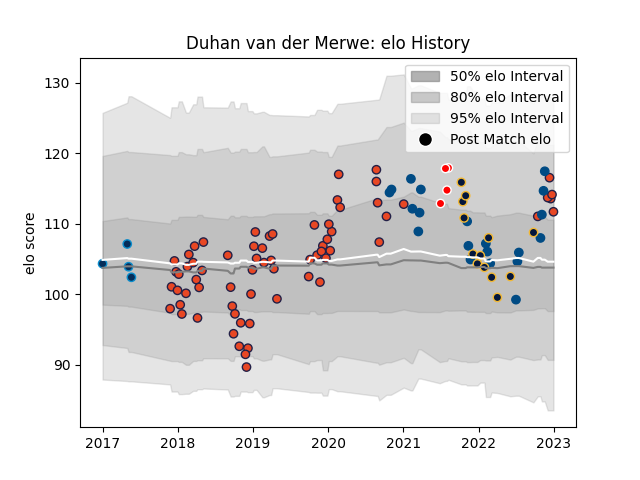 Duhan van der Merwe: elo History
50% elo Interval
80% elo Interval
95% elo Interval
Post Match elo
elo score
130
120
110
100
90
2017 2018 2019 2020 2021 2022 2023